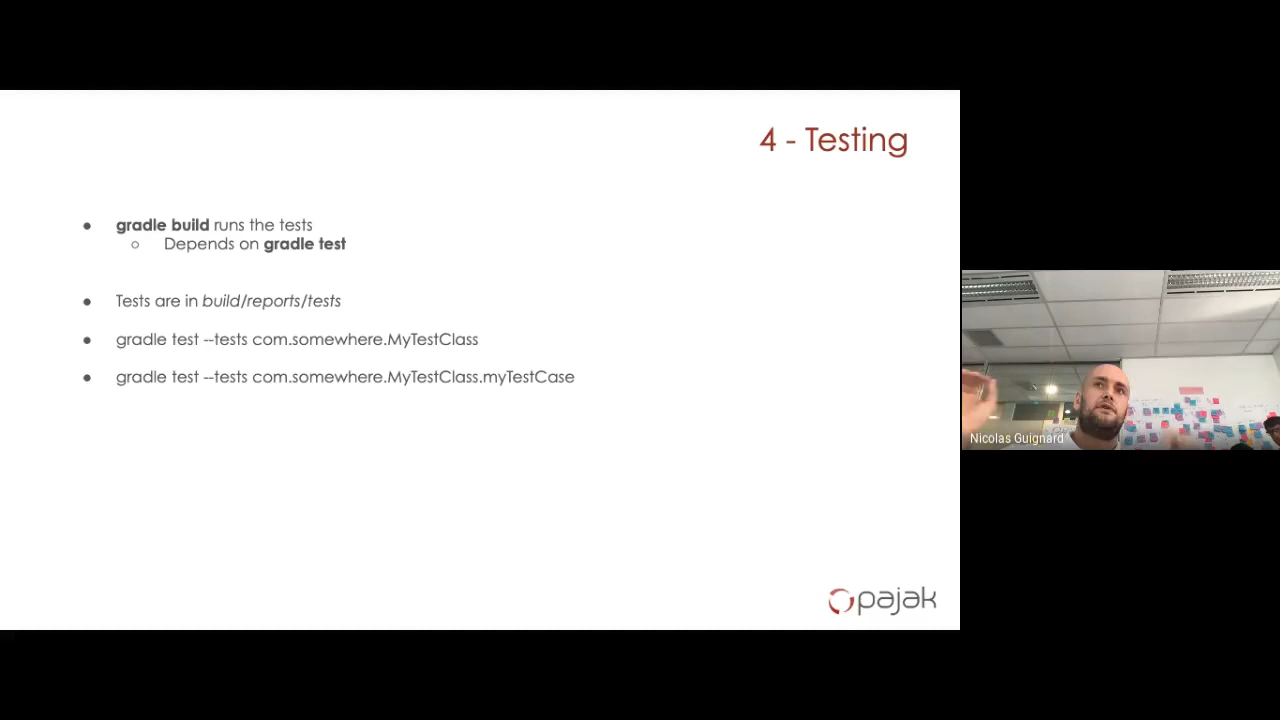 4 - Testing
● gradle build runs the tests
○ Depends on gradle test
● Tests are in build/reports/tests
● gradle test --tests com.somewhere.MyTestClass
● gradle test --tests com.somewhere.MyTestClass.myTestCase
Nicolas Guignard
pajak